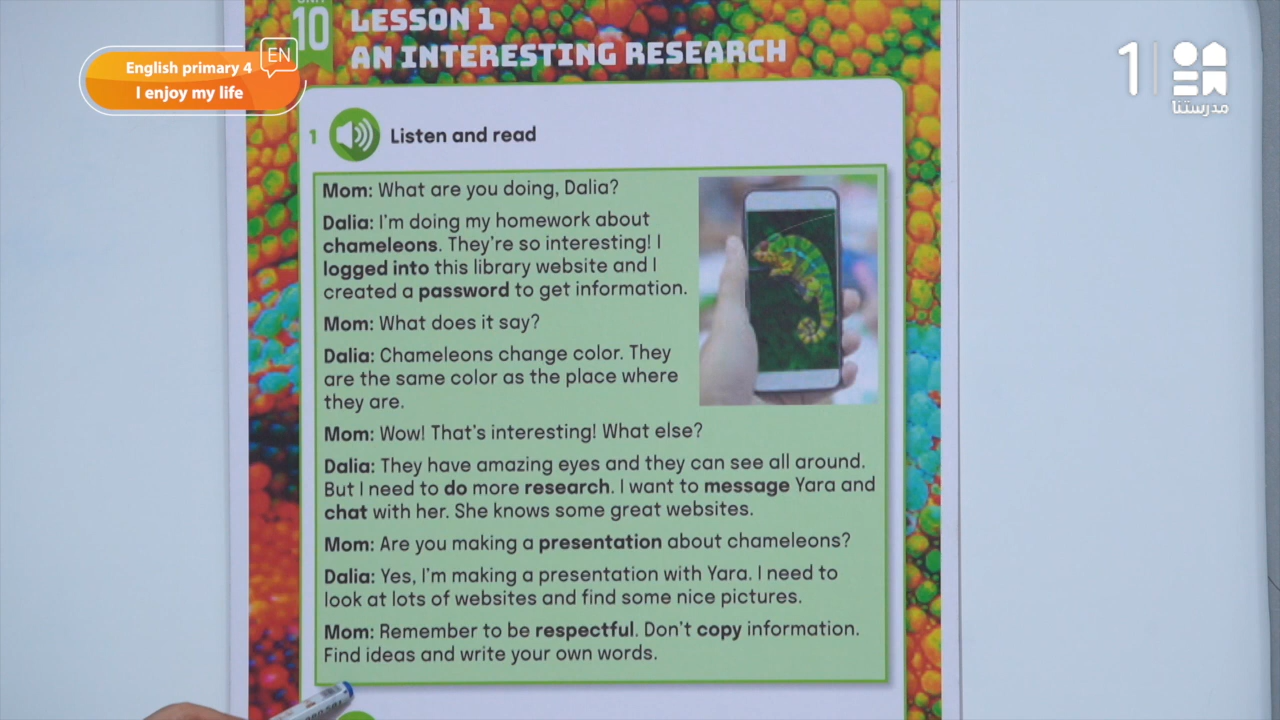 UNIT
10
LESSON 1
AN INTERESTING RESEARCH
English primary 4
EN
I enjoy my life
1
مدرستنا
1 Listen and read
Mom: What are you doing, Dalia?
Dalia: I'm doing my homework about
chameleons. They're so interesting! I
logged into this library website and I
created a password to get information.
Mom: What does it say?
Dalia: Chameleons change color. They
are the same color as the place where
they are.
Mom: Wow! That's interesting! What else?
Dalia: They have amazing eyes and they can see all around.
But I need to do more research. I want to message Yara and
chat with her. She knows some great websites.
Mom: Are you making a presentation about chameleons?
Dalia: Yes, I'm making a presentation with Yara. I need to
look at lots of websites and find some nice pictures.
Mom: Remember to be respectful. Don't copy information.
Find ideas and write your own words.